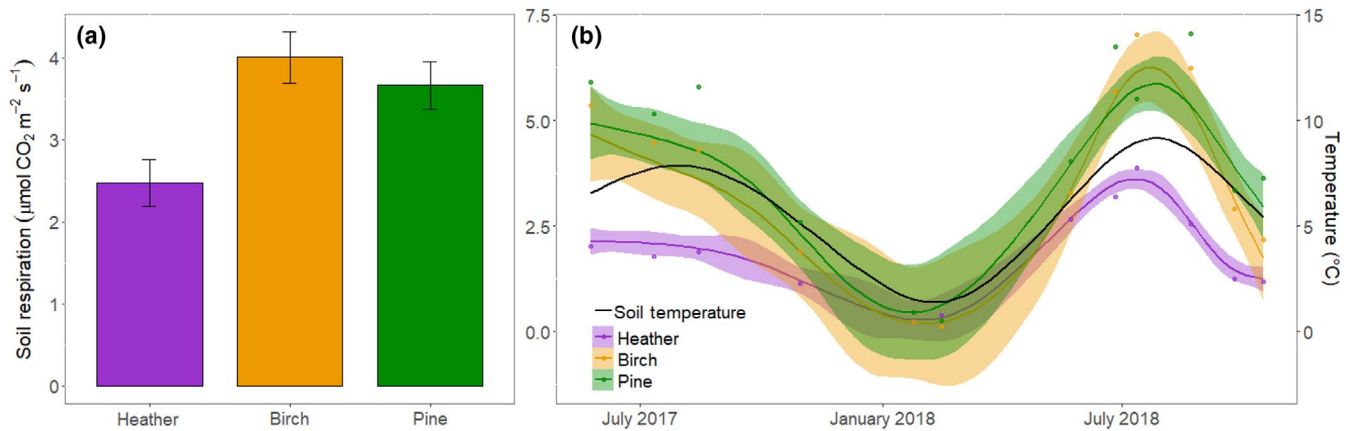 (a)
Soil respiration (μmol CO₂ m⁻² s⁻¹)
4
3
2
1
0
Heather
Birch
Pine
(b)
7.5
5.0
2.5
0.0
Soil temperature
Heather
Birch
Pine
July 2017
January 2018
July 2018
15
10
5
0
Temperature (°C)